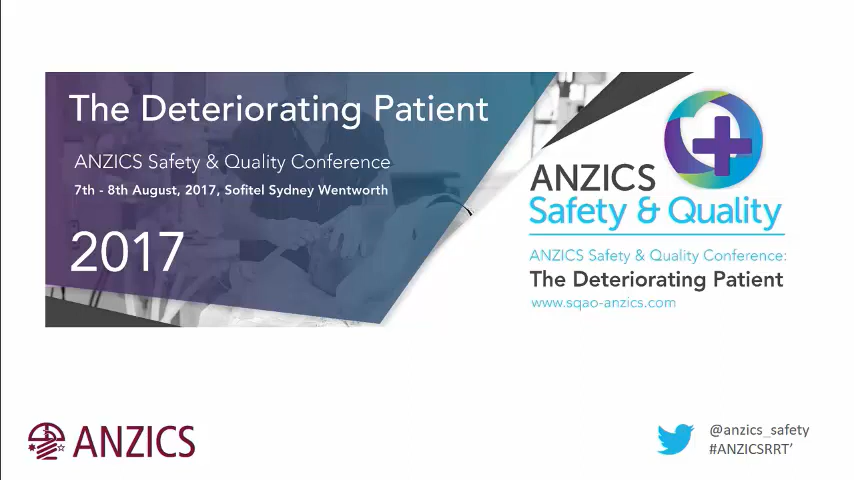 The Deteriorating Patient
ANZICS Safety & Quality Conference
7th - 8th August, 2017, Sofitel Sydney Wentworth
2017
ANZICS
Safety & Quality
ANZICS Safety & Quality Conference:
The Deteriorating Patient
www.sqao-anzics.com
ANZICS
@anzics_safety
#ANZICSRRT’